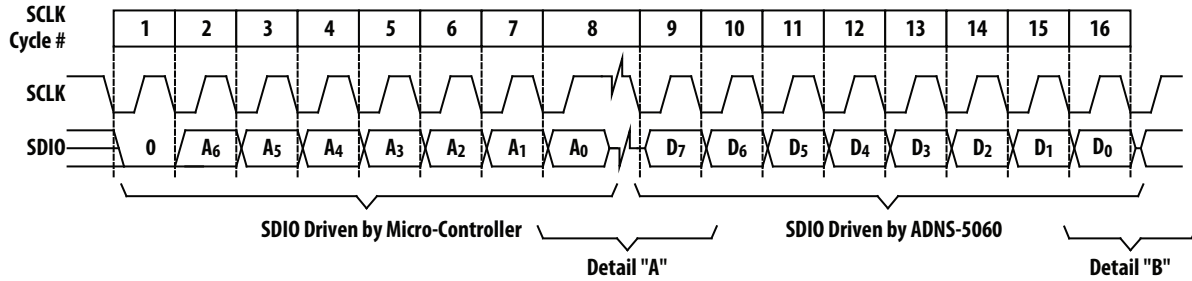 SCLK
Cycle # 1 2 3 4 5 6 7 8 9 10 11 12 13 14 15 16
SCLK
SDIO 0 A6 A5 A4 A3 A2 A1 A0 D7 D6 D5 D4 D3 D2 D1 D0
SDIO Driven by Micro-Controller SDIO Driven by ADNS-5060
Detail "A" Detail "B"